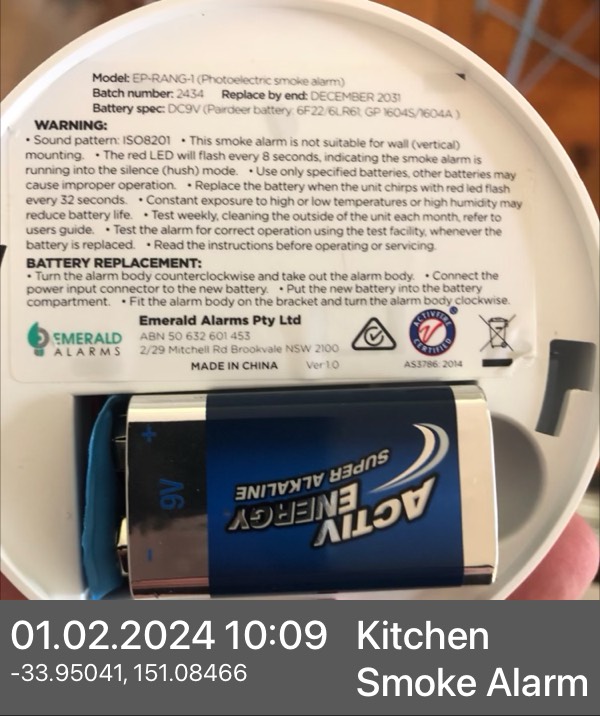 Model: EP-RANG-1 (Photoelectric smoke alarm)
Batch number: 2434 Replace by end: DECEMBER 2031
Battery spec: DC9V (Pairdeer battery: 6F22/6LR61; GP 1604S/1604A )
WARNING:
• Sound pattern: ISO8201 • This smoke alarm is not suitable for wall (vertical)
mounting. • The red LED will flash every 8 seconds, indicating the smoke alarm is
running into the silence (hush) mode. • Use only specified batteries, other batteries may
cause improper operation. • Replace the battery when the unit chirps with red led flash
every 32 seconds. • Constant exposure to high or low temperatures or high humidity may
reduce battery life. • Test weekly, cleaning the outside of the unit each month, refer to
users guide. • Test the alarm for correct operation using the test facility, whenever the
battery is replaced. • Read the instructions before operating or servicing.
BATTERY REPLACEMENT:
• Turn the alarm body counterclockwise and take out the alarm body. • Connect the
power input connector to the new battery. • Put the new battery into the battery
compartment. • Fit the alarm body on the bracket and turn the alarm body clockwise.
EMERALD
ALARMS
Emerald Alarms Pty Ltd
ABN 50 632 601 453
2/29 Mitchell Rd Brookvale NSW 2100
MADE IN CHINA Ver 1.0
ACTIVFIRE
CERTIFIED
AS3786: 2014
+ 9V -
ACTIV
ENERGY
SUPER ALKALINE
01.02.2024 10:09
-33.95041, 151.08466
Kitchen
Smoke Alarm